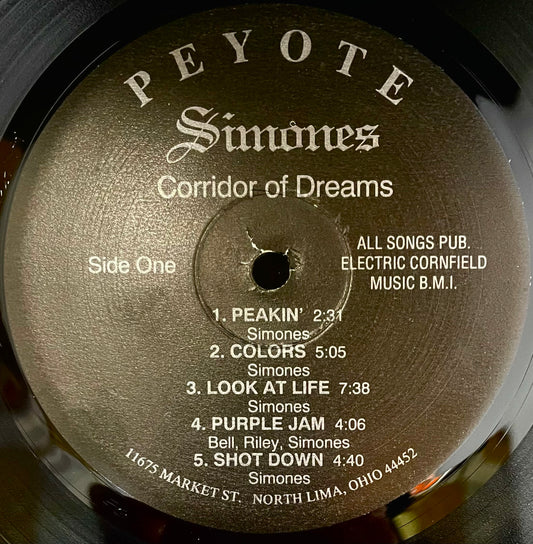 PEYOTE
Simones
Corridor of Dreams
Side One
ALL SONGS PUB.
ELECTRIC CORNFIELD
MUSIC B.M.I.
1. PEAKIN' 2:31
Simones
2. COLORS 5:05
Simones
3. LOOK AT LIFE 7:38
Simones
4. PURPLE JAM 4:06
Bell, Riley, Simones
5. SHOT DOWN 4:40
Simones
11675 MARKET ST. NORTH LIMA, OHIO 44452